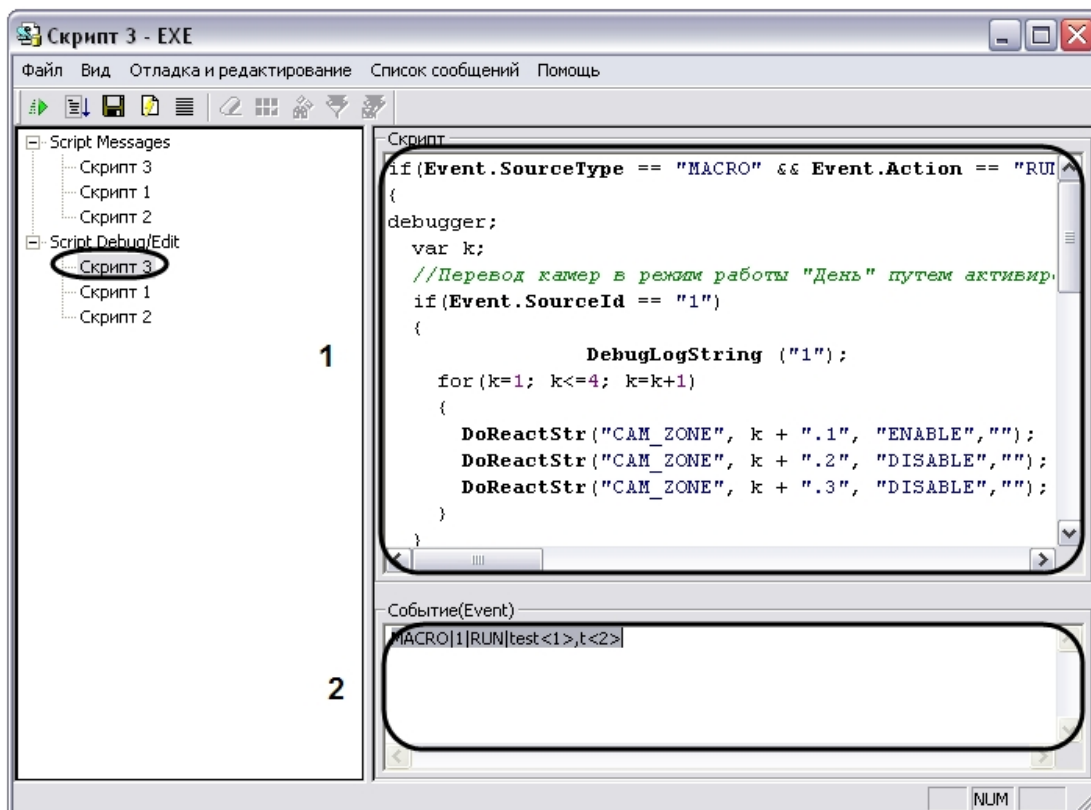 Скрипт 3 - EXE
Файл Вид Отладка и редактирование Список сообщений Помощь
Script Messages
Скрипт 3
Скрипт 1
Скрипт 2
Script Debug/Edit
Скрипт 3
Скрипт 1
Скрипт 2
1
2
Скрипт
if(Event.SourceType == "MACRO" && Event.Action == "RUN
{
debugger;
var k;
//Перевод камер в режим работы "День" путем активир
if(Event.SourceId == "1")
{
DebugLogString ("1");
for(k=1; k<=4; k=k+1)
{
DoReactStr("CAM_ZONE", k + ".1", "ENABLE","");
DoReactStr("CAM_ZONE", k + ".2", "DISABLE","");
DoReactStr("CAM_ZONE", k + ".3", "DISABLE","");
}
}
Событие(Event)
MACRO|1|RUN|test<1>,t<2>
NUM